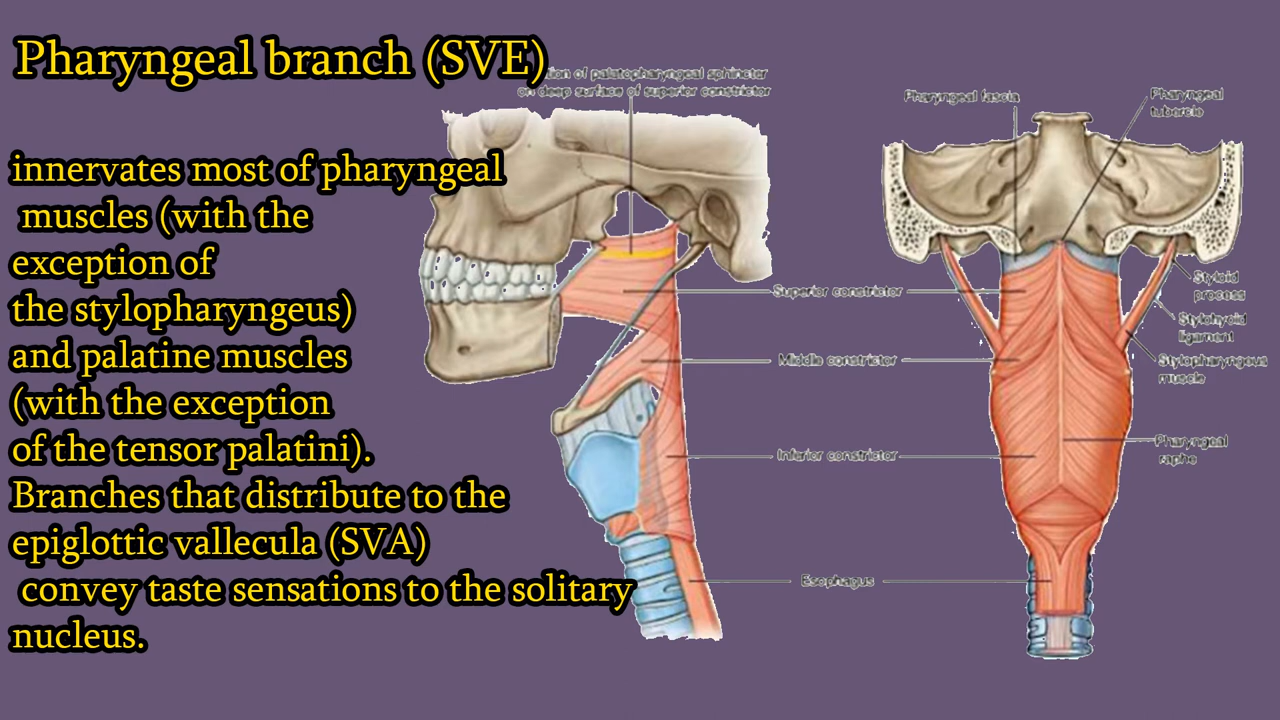 Pharyngeal branch (SVE)
innervates most of pharyngeal
muscles (with the
exception of
the stylopharyngeus)
and palatine muscles
(with the exception
of the tensor palatini).
Branches that distribute to the
epiglottic vallecula (SVA)
convey taste sensations to the solitary
nucleus.
of palatopharyngeal sphincter
on deep surface of superior constrictor
Superior constrictor
Middle constrictor
Inferior constrictor
Esophagus
Pharyngeal fascia
Pharyngeal
tubercle
Styloid
process
Stylohyoid
ligament
Stylopharyngeus
muscle
Pharyngeal
raphe